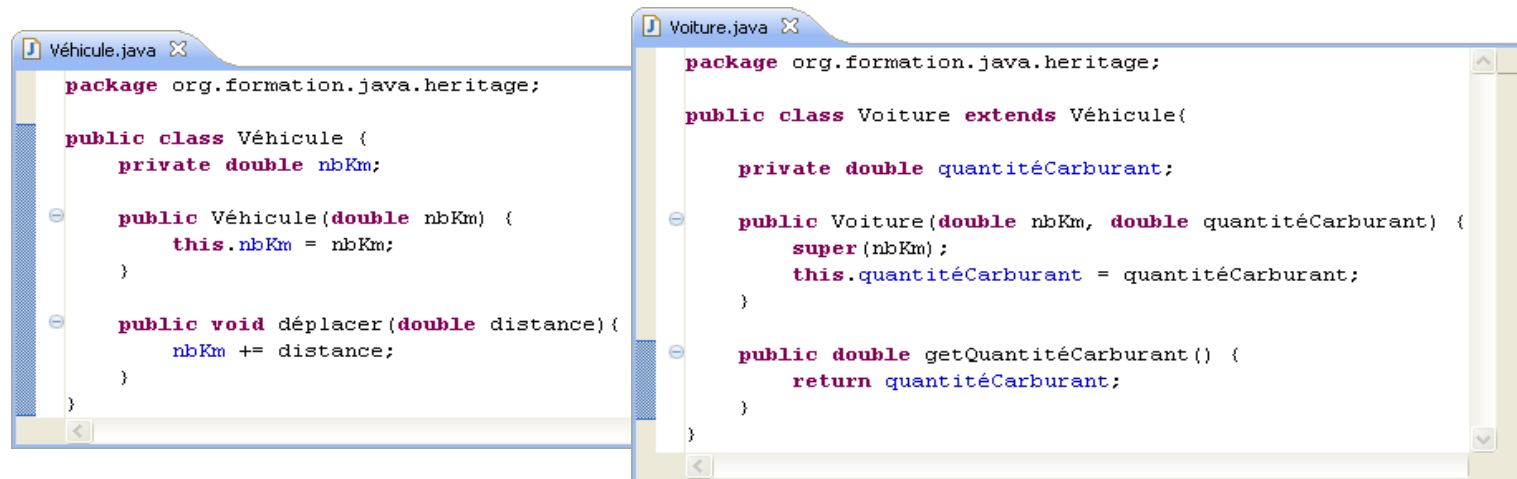 Véhicule.java
package org.formation.java.heritage;
public class Véhicule {
private double nbKm;
public Véhicule(double nbKm) {
this.nbKm = nbKm;
}
public void déplacer(double distance){
nbKm += distance;
}
}
Voiture.java
package org.formation.java.heritage;
public class Voiture extends Véhicule{
private double quantitéCarburant;
public Voiture(double nbKm, double quantitéCarburant) {
super(nbKm);
this.quantitéCarburant = quantitéCarburant;
}
public double getQuantitéCarburant() {
return quantitéCarburant;
}
}